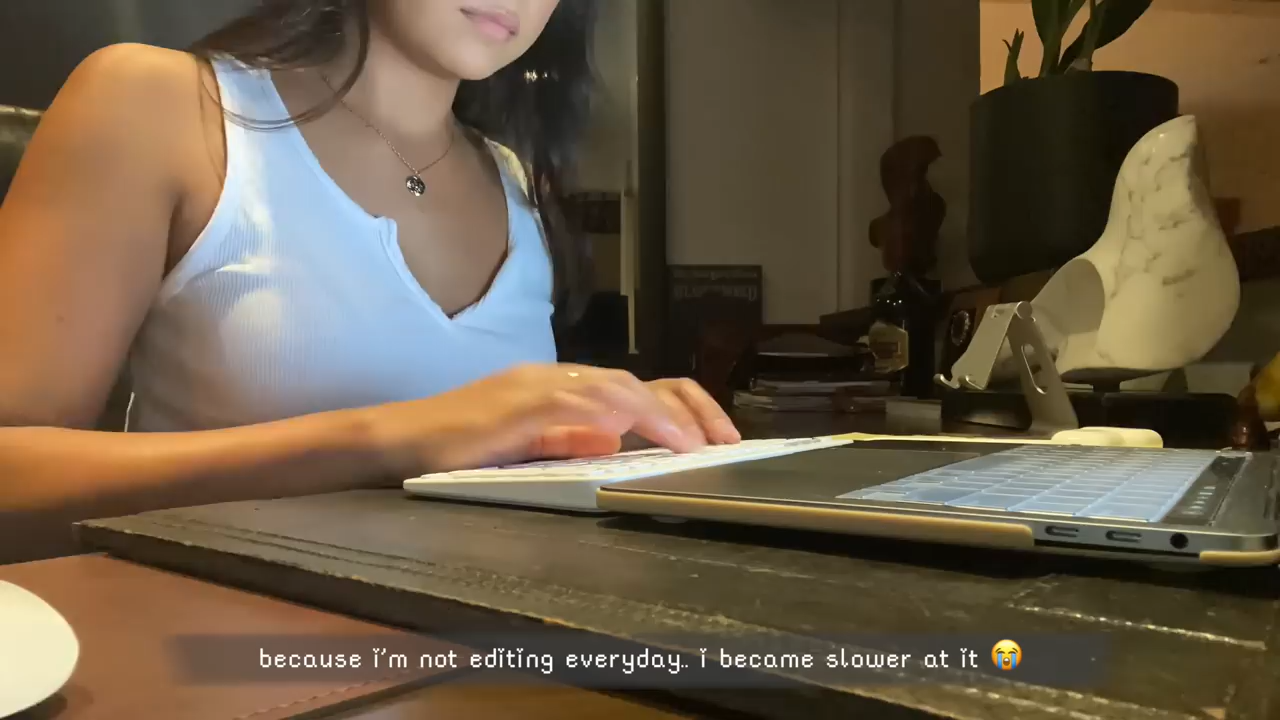 because i'm not editing everyday.. i became slower at it 😭